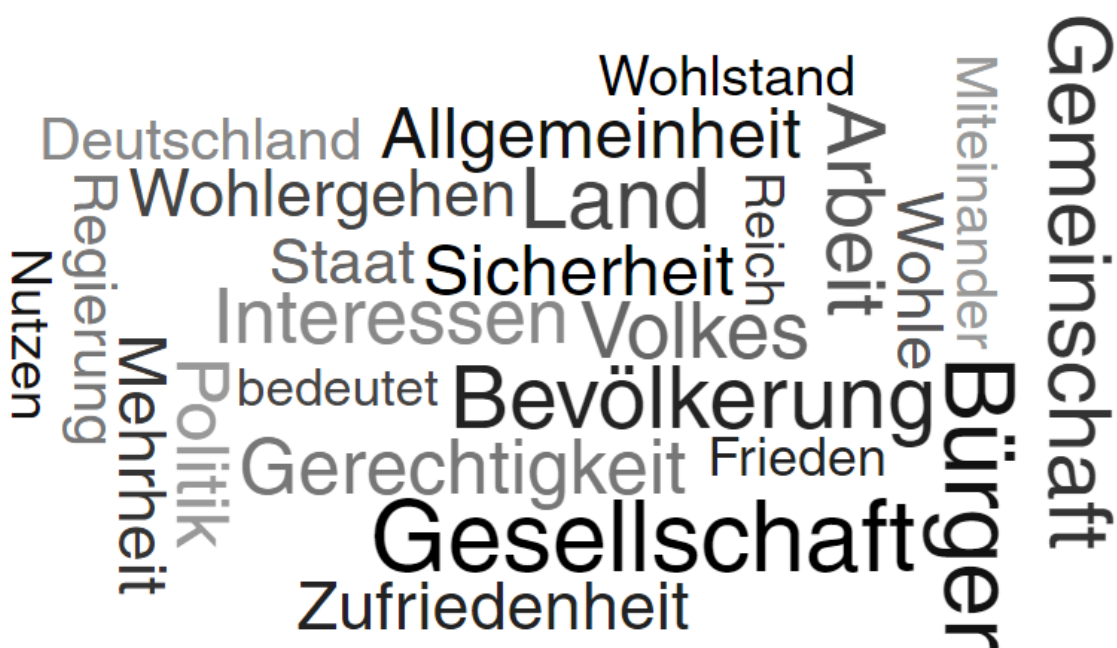 Wohlstand
Deutschland
Allgemeinheit
Wohlergehen
Land
Reich
Arbeit
Miteinander
Gemeinschaft
Regierung
Staat
Sicherheit
Wohle
Nutzen
Interessen
Volkes
Mehrheit
Politik
bedeutet
Bevölkerung
Bürger
Gerechtigkeit
Frieden
Gesellschaft
Zufriedenheit